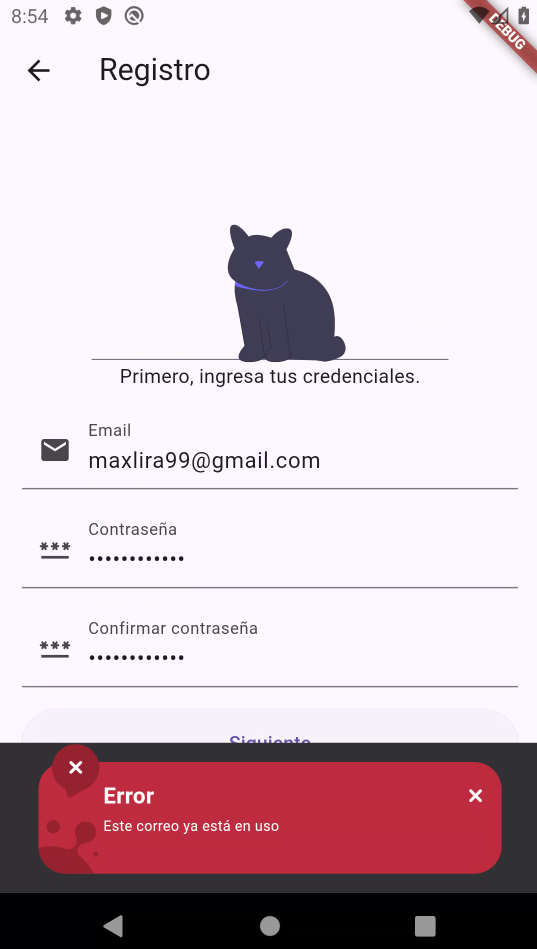 8:54
DEBUG
Registro
Primero, ingresa tus credenciales.
Email
maxlira99@gmail.com
Contraseña
••••••••••••
Confirmar contraseña
••••••••••••
Siguiente
Error
Este correo ya está en uso